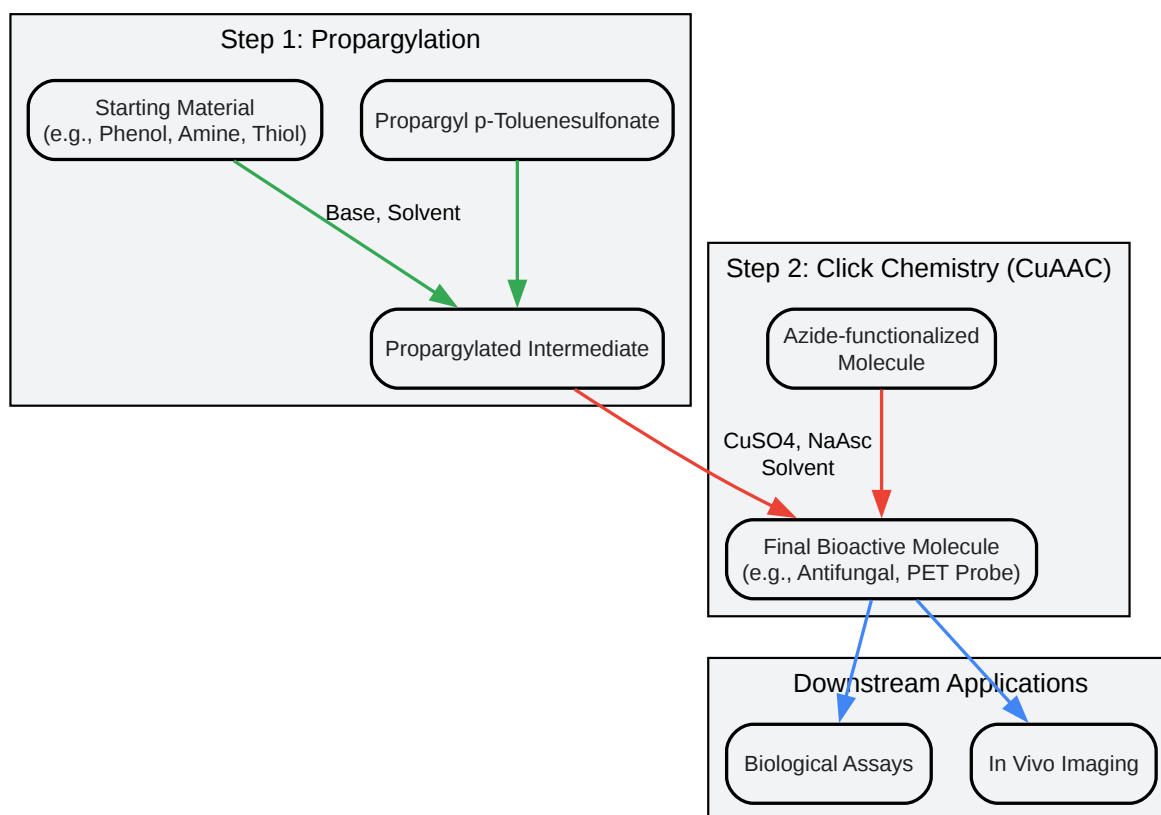 Step 1: Propargylation
Starting Material
(e.g., Phenol, Amine, Thiol)
Propargyl p-Toluenesulfonate
Base, Solvent
Propargylated Intermediate
Step 2: Click Chemistry (CuAAC)
Azide-functionalized
Molecule
CuSO4, NaAsc
Solvent
Final Bioactive Molecule
(e.g., Antifungal, PET Probe)
Downstream Applications
Biological Assays
In Vivo Imaging